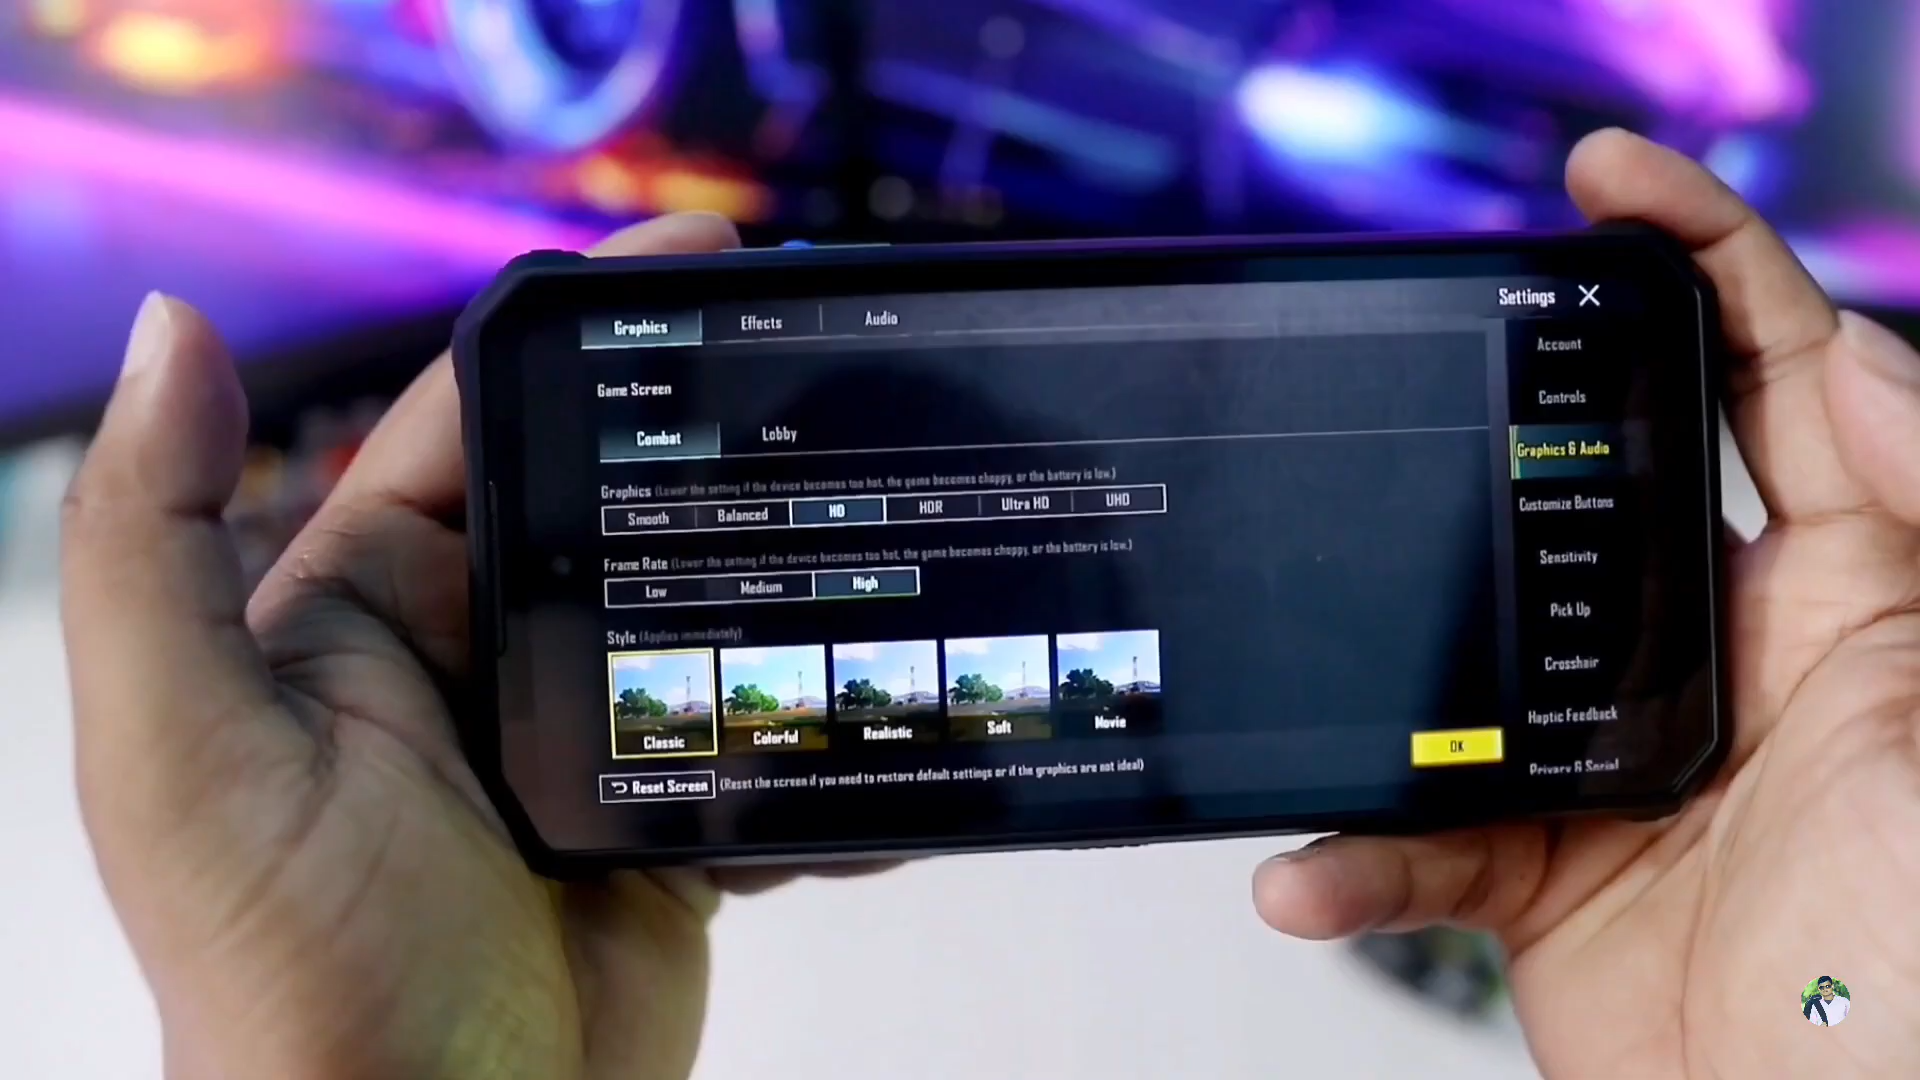 Settings
Graphics Effects Audio
Game Screen
Combat Lobby
Graphics (Lower the setting if the device becomes too hot, the game becomes choppy, or the battery is low.)
Smooth Balanced HD HDR Ultra HD UHD
Frame Rate (Lower the setting if the device becomes too hot, the game becomes choppy, or the battery is low.)
Low Medium High
Style (Applies immediately)
Classic Colorful Realistic Soft Movie
Reset Screen (Reset the screen if you need to restore default settings or if the graphics are not ideal)
OK
Account
Controls
Graphics & Audio
Customize Buttons
Sensitivity
Pick Up
Crosshair
Haptic Feedback
Privary & Social